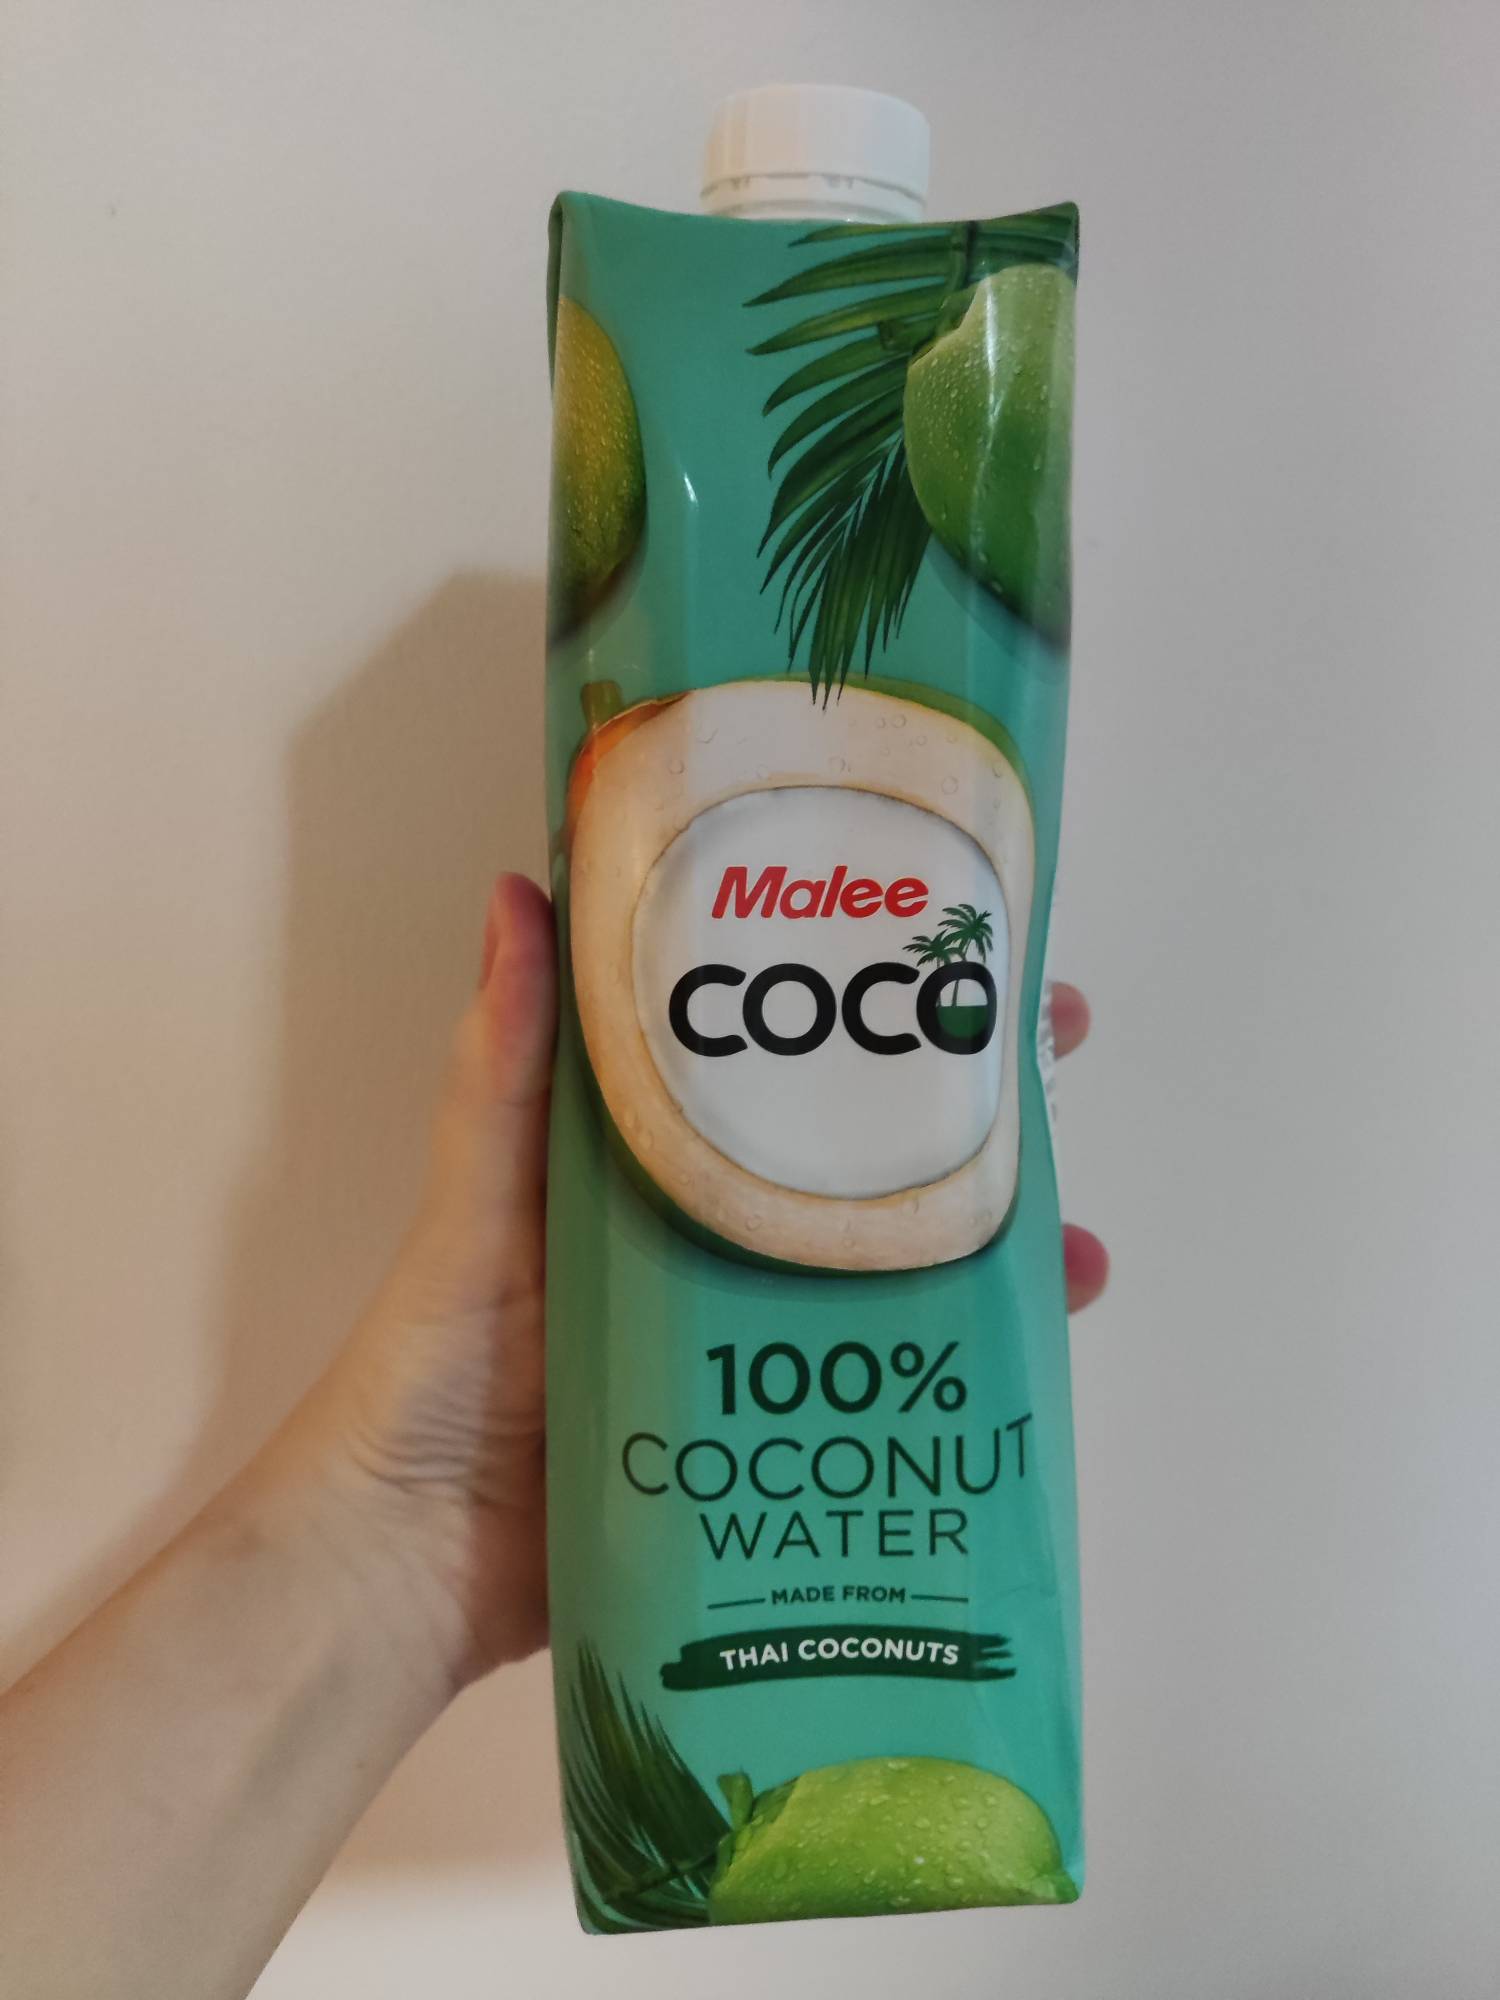 Malee
COCO
100%
COCONUT
WATER
MADE FROM
THAI COCONUTS